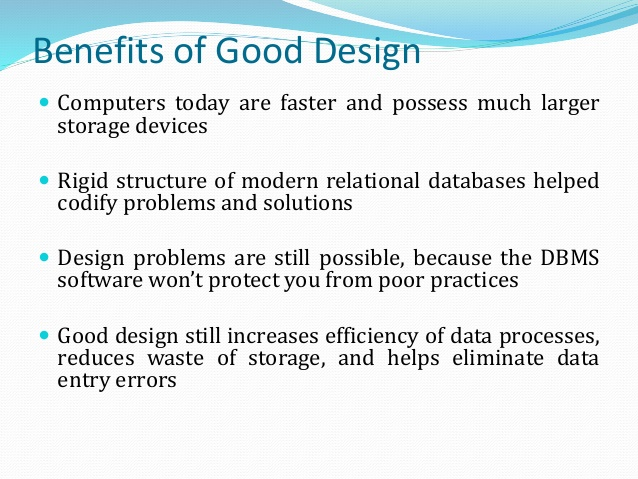 Benefits of Good Design
• Computers today are faster and possess much larger
storage devices
• Rigid structure of modern relational databases helped
codify problems and solutions
• Design problems are still possible, because the DBMS
software won’t protect you from poor practices
• Good design still increases efficiency of data processes,
reduces waste of storage, and helps eliminate data
entry errors